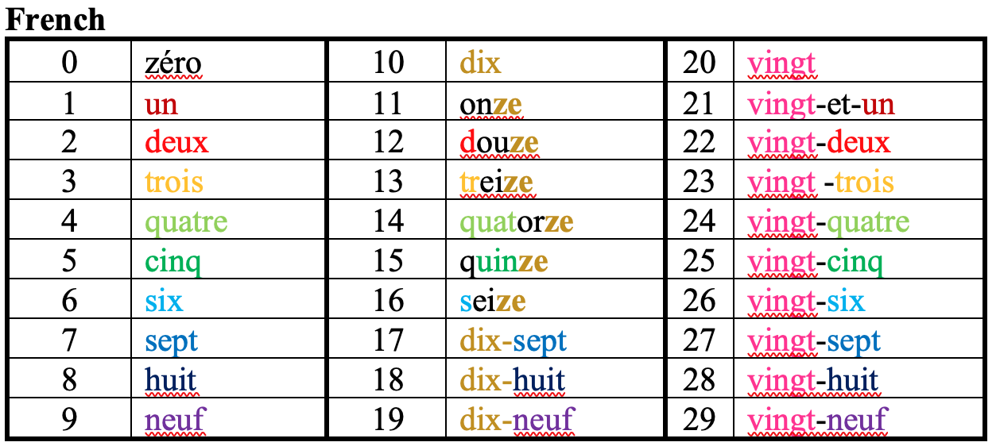 French
0 zéro 10 dix 20 vingt
1 un 11 onze 21 vingt-et-un
2 deux 12 douze 22 vingt-deux
3 trois 13 treize 23 vingt -trois
4 quatre 14 quatorze 24 vingt-quatre
5 cinq 15 quinze 25 vingt-cinq
6 six 16 seize 26 vingt-six
7 sept 17 dix-sept 27 vingt-sept
8 huit 18 dix-huit 28 vingt-huit
9 neuf 19 dix-neuf 29 vingt-neuf